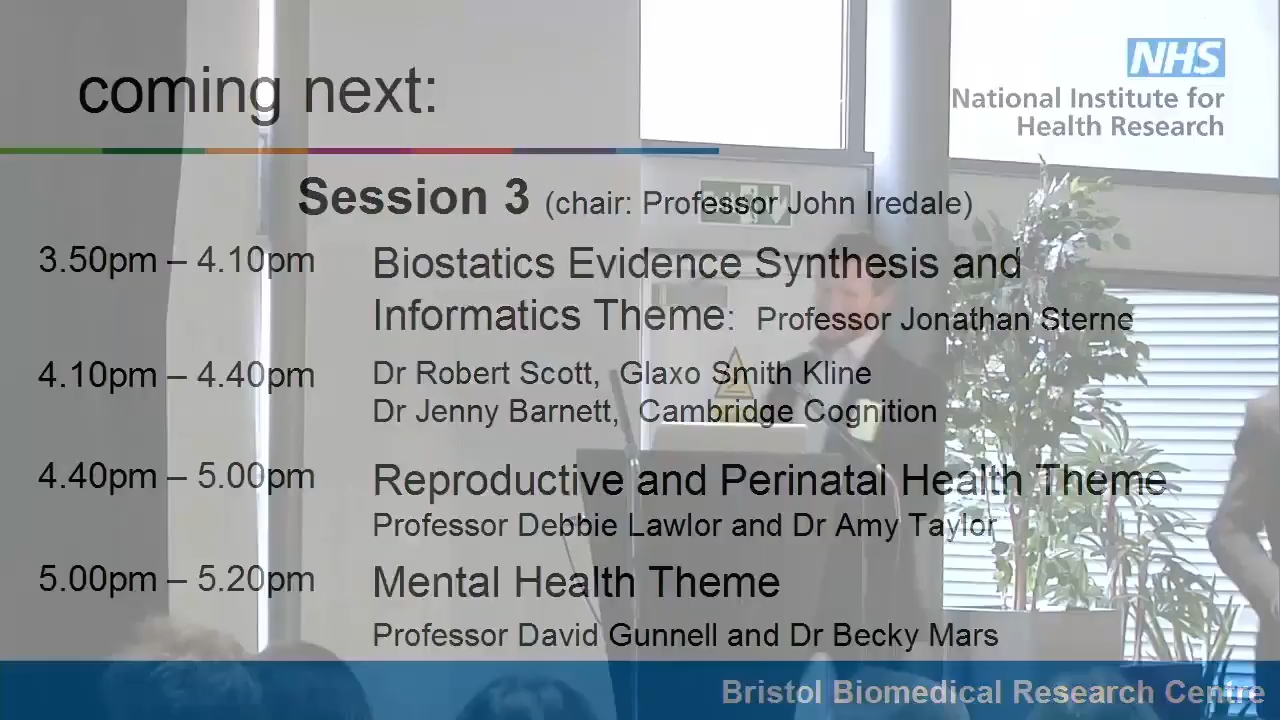 coming next:
NHS
National Institute for
Health Research
Session 3 (chair: Professor John Iredale)
3.50pm – 4.10pm
Biostatics Evidence Synthesis and
Informatics Theme: Professor Jonathan Sterne
4.10pm – 4.40pm
Dr Robert Scott, Glaxo Smith Kline
Dr Jenny Barnett, Cambridge Cognition
4.40pm – 5.00pm
Reproductive and Perinatal Health Theme
Professor Debbie Lawlor and Dr Amy Taylor
5.00pm – 5.20pm
Mental Health Theme
Professor David Gunnell and Dr Becky Mars
Bristol Biomedical Research Centre